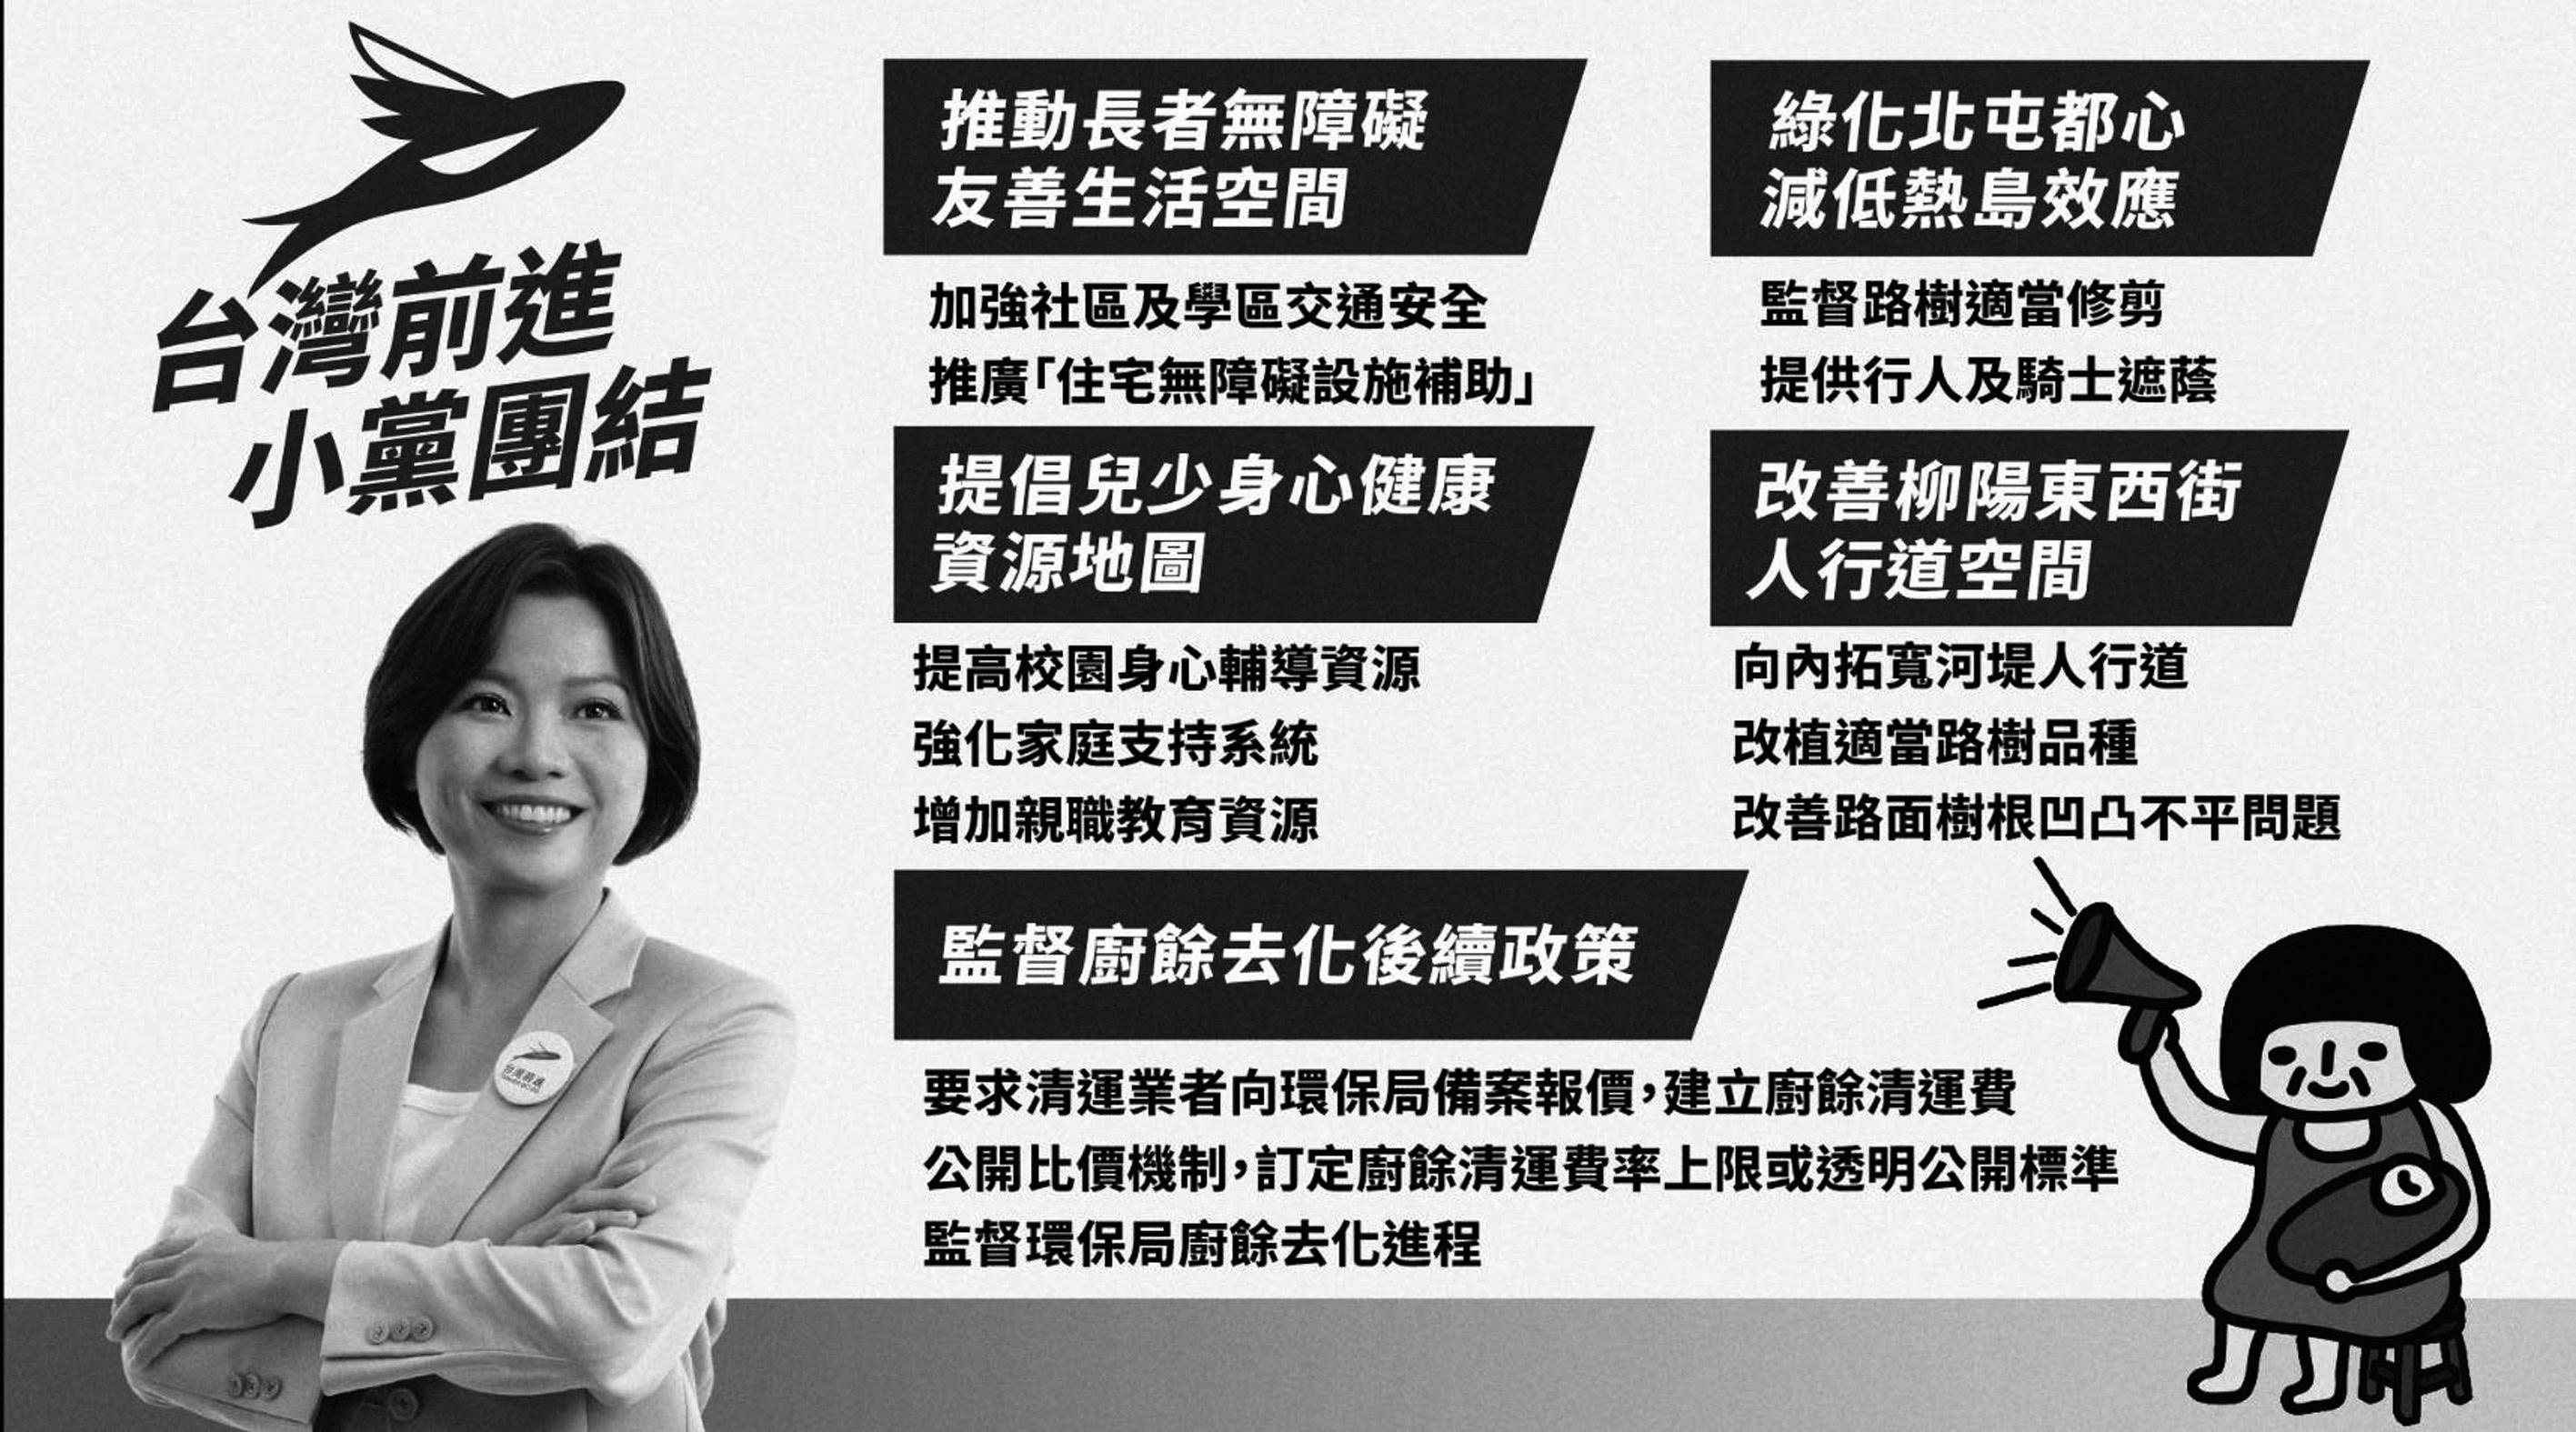 台灣前進
小黨團結
推動長者無障礙
友善生活空間
加強社區及學區交通安全
推廣「住宅無障礙設施補助」
提倡兒少身心健康
資源地圖
提高校園身心輔導資源
強化家庭支持系統
增加親職教育資源
綠化北屯都心
減低熱島效應
監督路樹適當修剪
提供行人及騎士遮蔭
改善柳陽東西街
人行道空間
向內拓寬河堤人行道
改植適當路樹品種
改善路面樹根凹凸不平問題
監督廚餘去化後續政策
要求清運業者向環保局備案報價，建立廚餘清運費
公開比價機制，訂定廚餘清運費率上限或透明公開標準
監督環保局廚餘去化進程
台灣前進